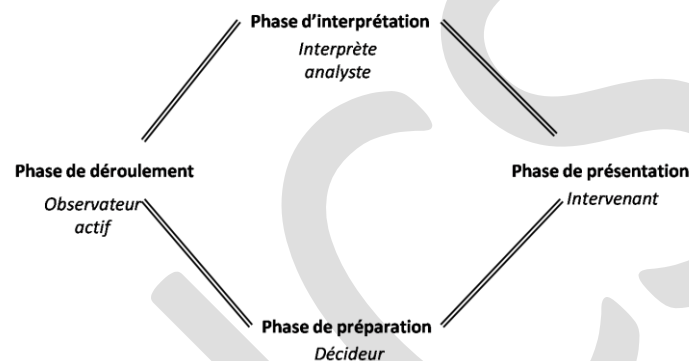 Phase d'interprétation
Interprète
analyste
Phase de déroulement
Observateur
actif
Phase de présentation
Intervenant
Phase de préparation
Décideur